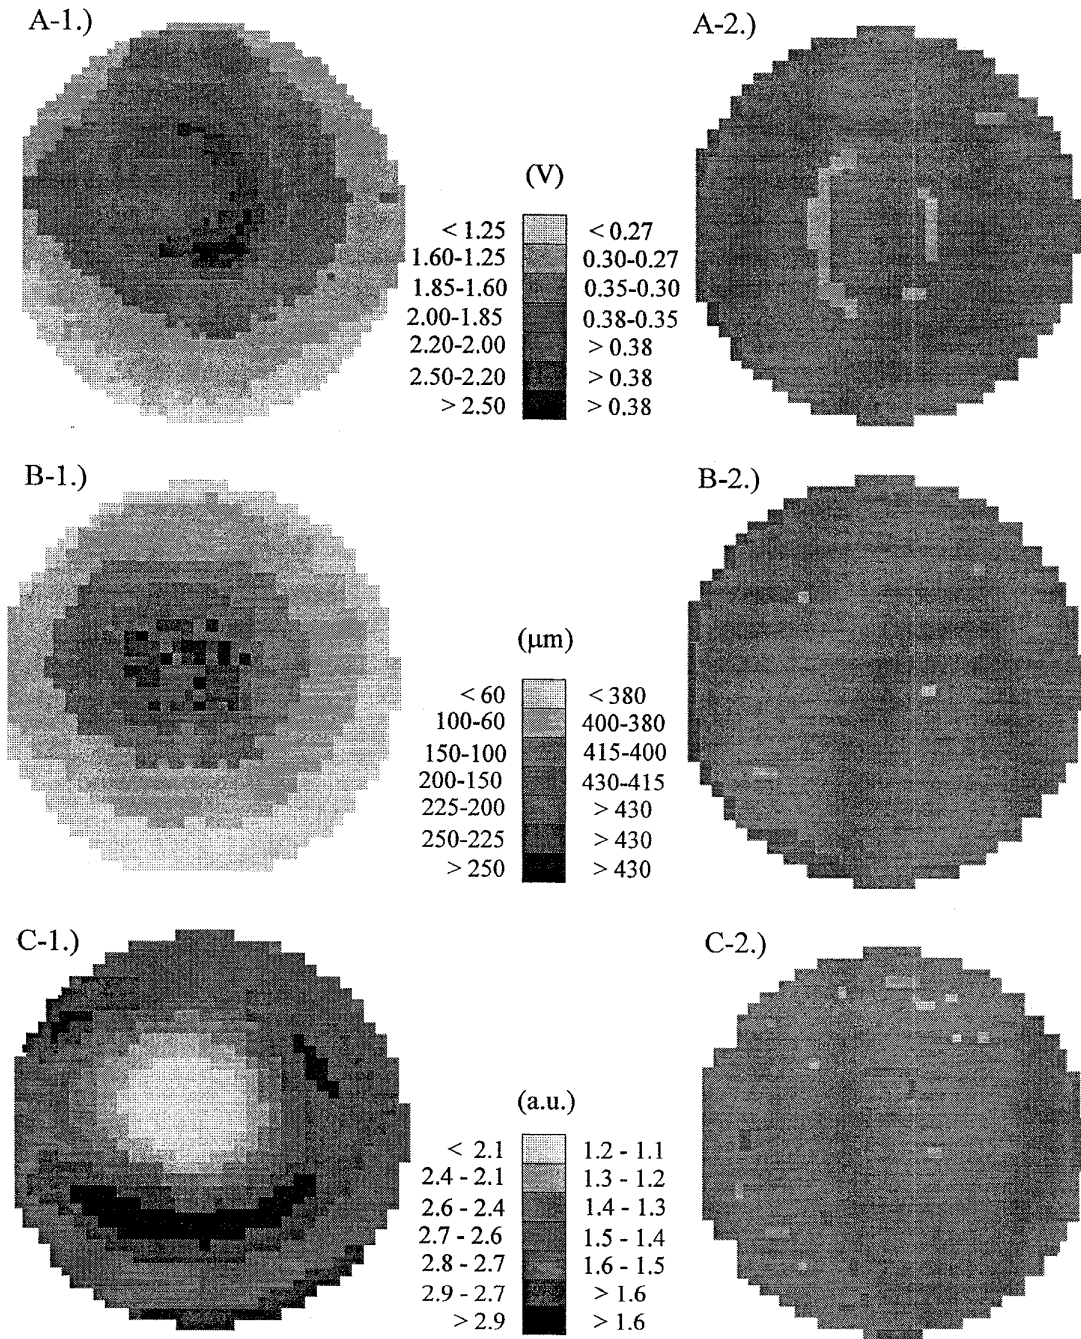 A-1.)
A-2.)
(V)
< 1.25 < 0.27
1.60-1.25 0.30-0.27
1.85-1.60 0.35-0.30
2.00-1.85 0.38-0.35
2.20-2.00 > 0.38
2.50-2.20 > 0.38
> 2.50 > 0.38
B-1.)
B-2.)
(μm)
< 60 < 380
100-60 400-380
150-100 415-400
200-150 430-415
225-200 > 430
250-225 > 430
> 250 > 430
C-1.)
C-2.)
(a.u.)
< 2.1 1.2 - 1.1
2.4 - 2.1 1.3 - 1.2
2.6 - 2.4 1.4 - 1.3
2.7 - 2.6 1.5 - 1.4
2.8 - 2.7 1.6 - 1.5
2.9 - 2.7 > 1.6
> 2.9 > 1.6